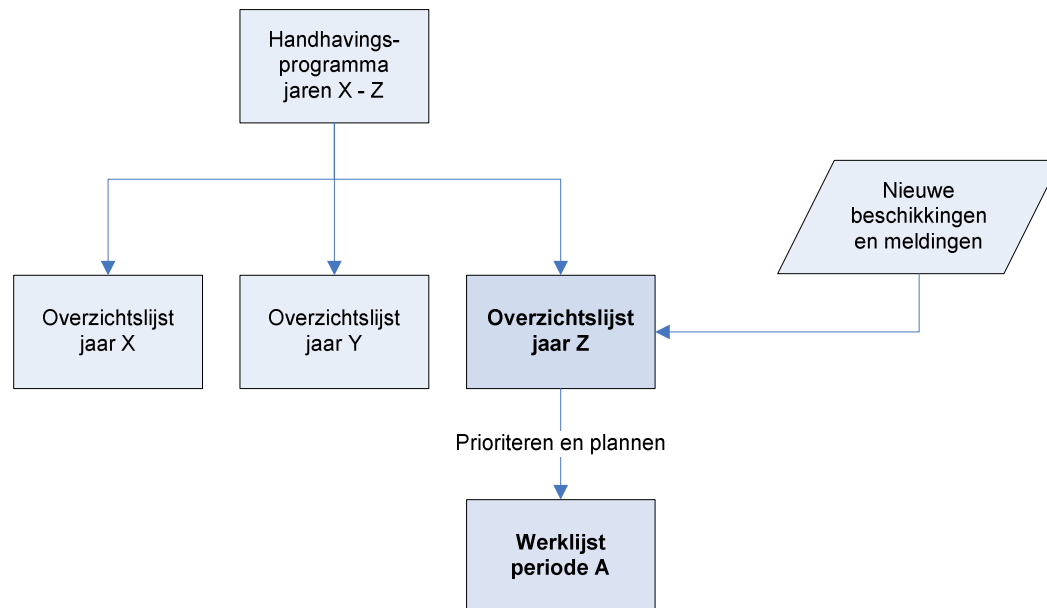 Handhavings-
programma
jaren X - Z
Nieuwe
beschikkingen
en meldingen
Overzichtslijst
jaar X
Overzichtslijst
jaar Y
Overzichtslijst
jaar Z
Prioriteren en plannen
Werklijst
periode A